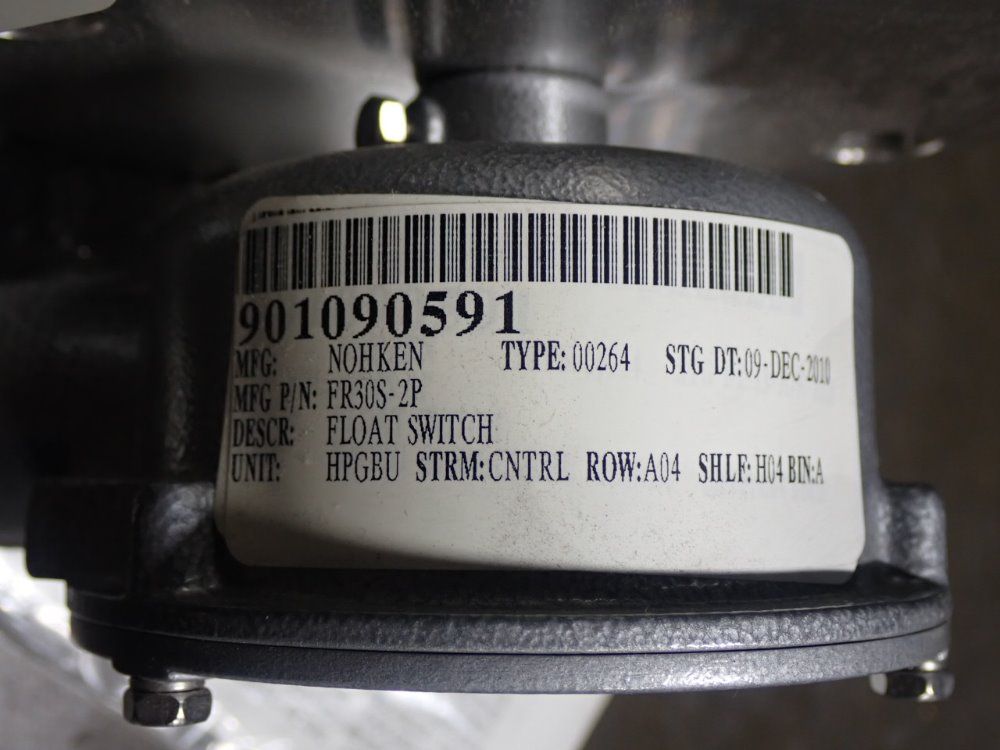 901090591
MFG: NOHKEN TYPE: 00264 STG DT: 09-DEC-2010
MFG P/N: FR30S-2P
DESCR: FLOAT SWITCH
UNIT: HPGBU STRM: CNTRL ROW: A04 SHLF: H04 BIN: A